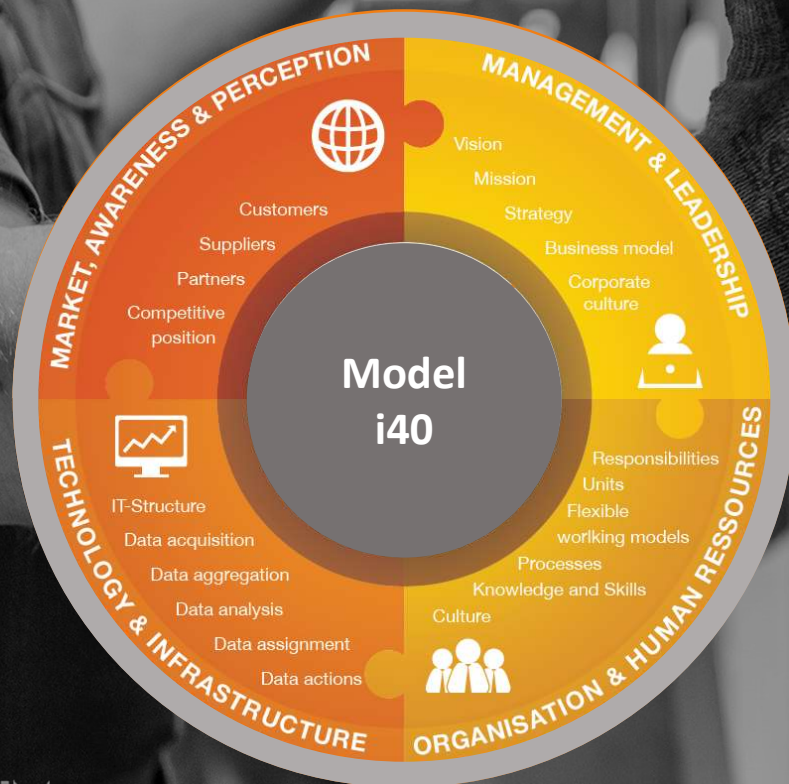 MARKET, AWARENESS & PERCEPTION
Customers
Suppliers
Partners
Competitive
position
MANAGEMENT & LEADERSHIP
Vision
Mission
Strategy
Business model
Corporate
culture
Model
i40
TECHNOLOGY & INFRASTRUCTURE
IT-Structure
Data acquisition
Data aggregation
Data analysis
Data assignment
Data actions
ORGANISATION & HUMAN RESSOURCES
Responsibilities
Units
Flexible
worlking models
Processes
Knowledge and Skills
Culture